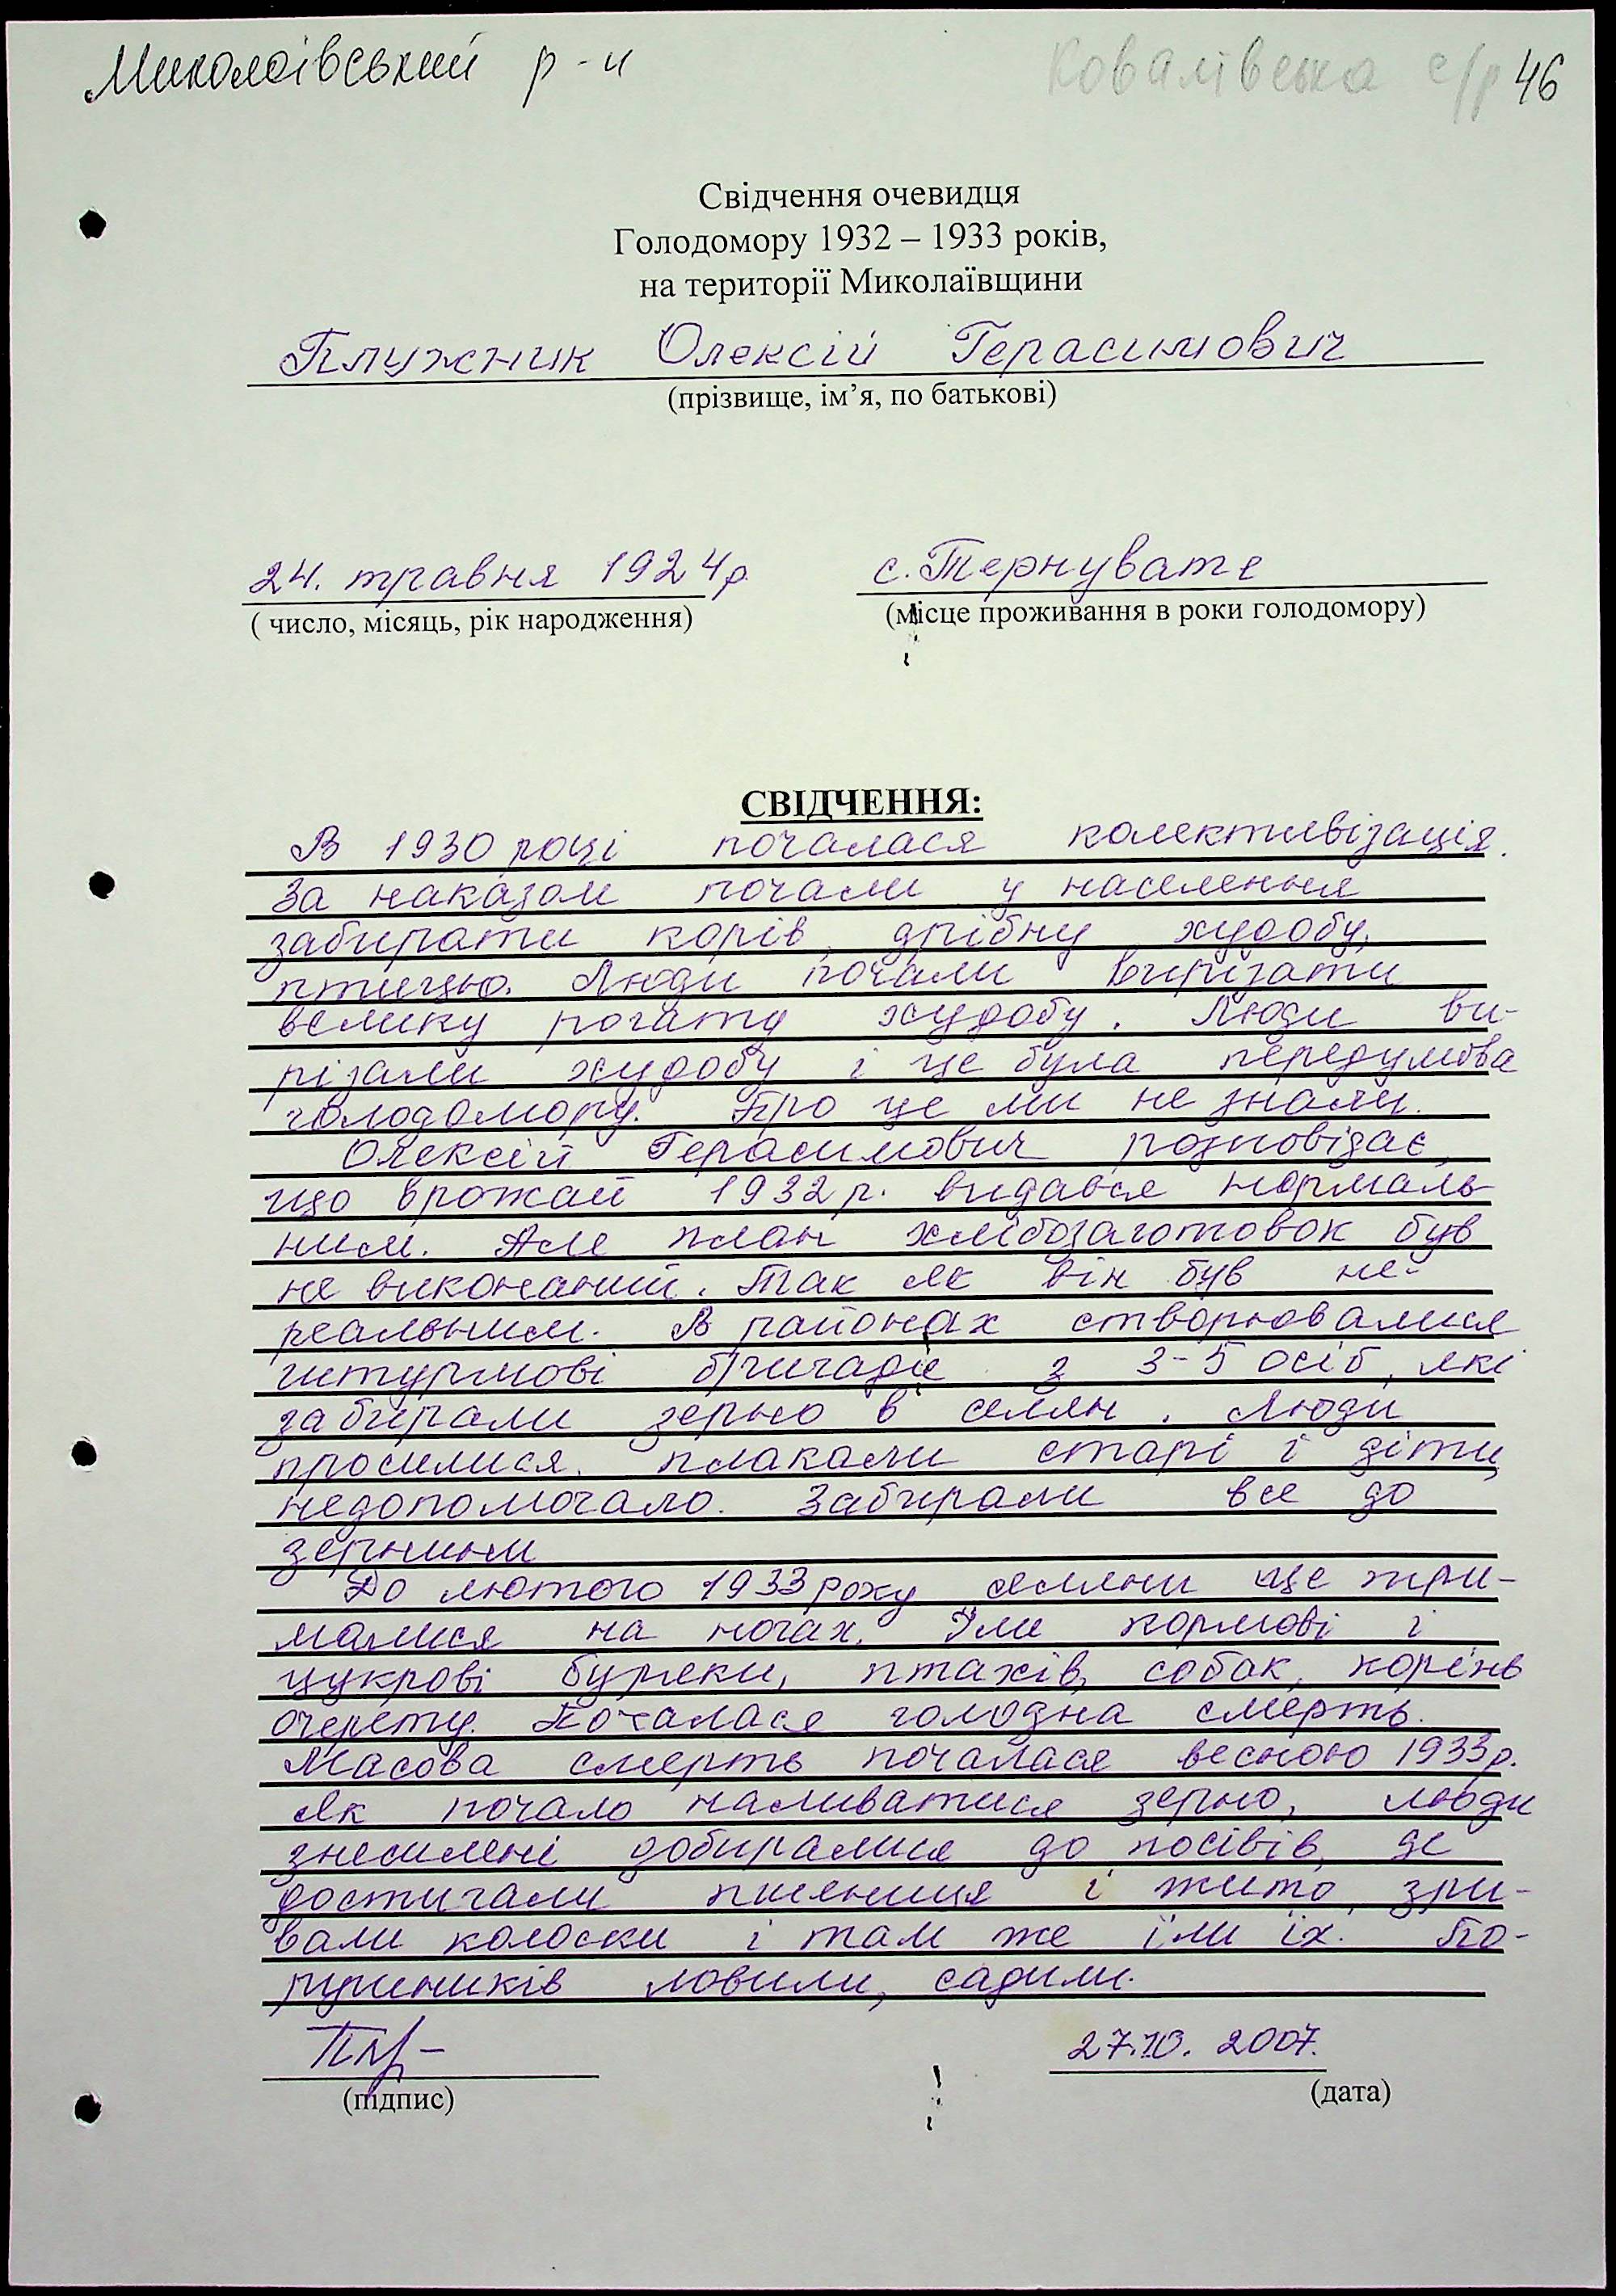 Миколаївський р-н
Ковалівська с/р 46
Свідчення очевидця
Голодомору 1932 – 1933 років,
на території Миколаївщини
Плужник Олексій Герасимович
(прізвище, ім’я, по батькові)
24. травня 1924р. с. Тернувате
( число, місяць, рік народження) (місце проживання в роки голодомору)
СВІДЧЕННЯ:
В 1930 році почалася колективізація.
За наказом почали у населення
забирати корів, дрібну худобу,
птицю. Люди почали вирізати
велику рогату худобу. Люди ви-
різали худобу і це була передумова
голодомору. Про це ми не знали.
Олексій Герасимович розповідає,
що врожай 1932 р. видався нормаль-
ним. Але план хлібозаготовок був
не виконаний. Так як він був не-
реальним. В районах створювалися
штурмові бригади з 3-5 осіб, які
забирали зерно в селян. Люди
просилися, плакали старі і діти,
недопомогало. Забирали все до
зернини
До лютого 1933 року селяни ще три-
малися на ногах. Їли кормові і
цукрові буряки, птахів, собак, корінь
очерету. Почалася голодна смерть.
Масова смерть почалася весною 1933р.
Як почало наливатися зерно, люди
знесилені добиралися до посівів, де
достигали пшениця і жито, зри-
вали колоски і там же їли їх. По-
рушників ловили, садили.
27.10. 2007.
(підпис) (дата)